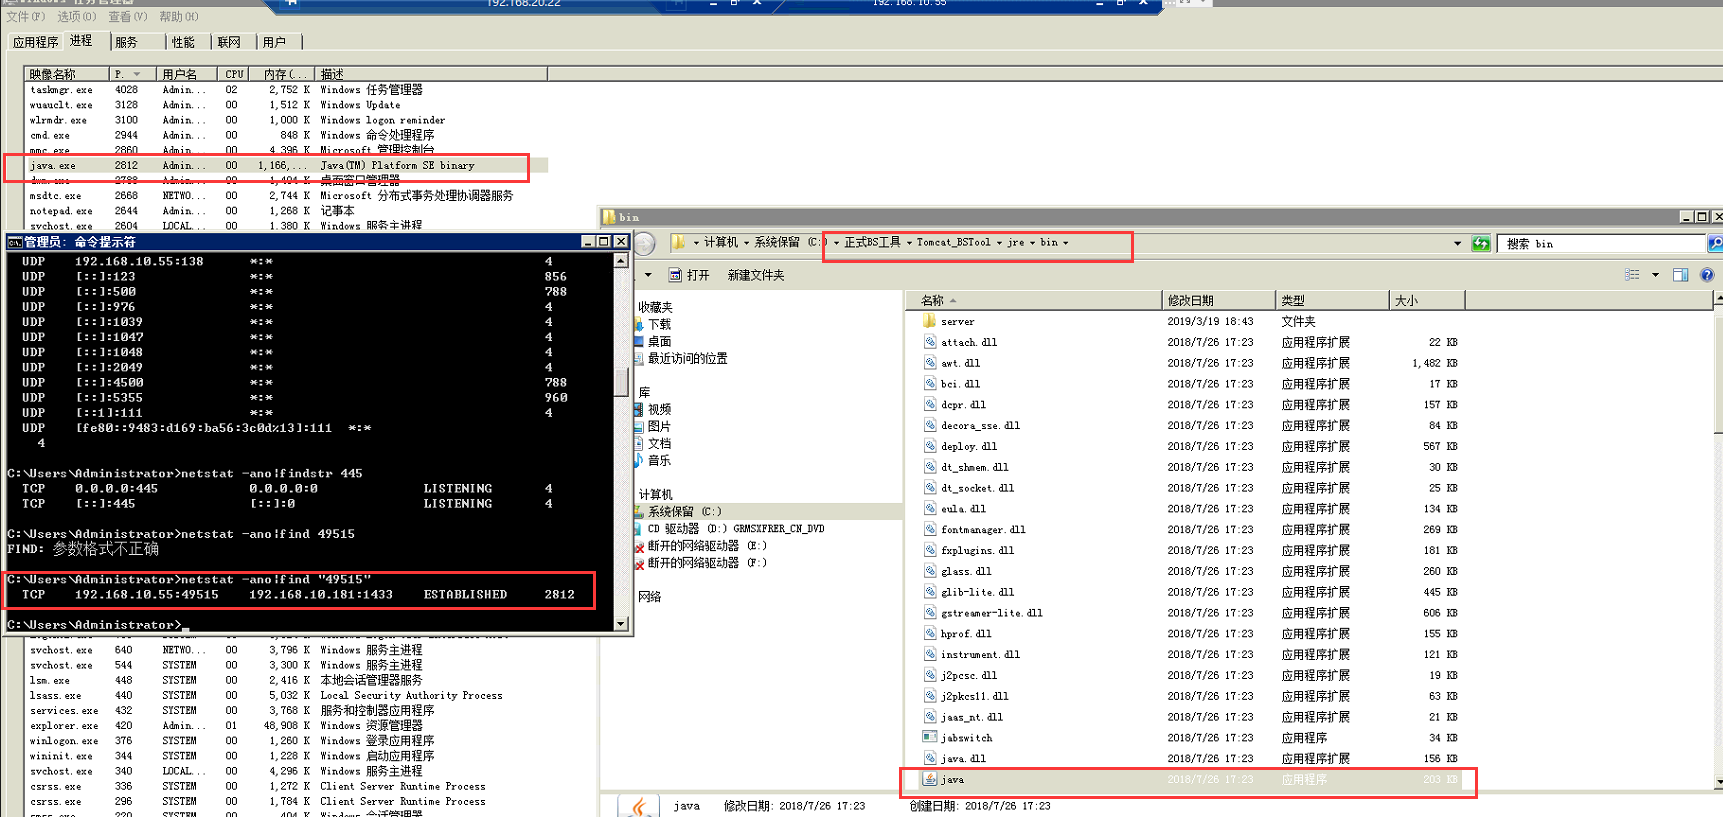 Windows 任务管理器
192.168.20.22
192.168.10.55
文件(F) 选项(O) 查看(V) 帮助(H)
应用程序 进程 服务 性能 联网 用户
映像名称 P. 用户名 CPU 内存(... 描述
taskmgr.exe 4028 Admin... 02 2,752 K Windows 任务管理器
wuauclt.exe 3128 Admin... 00 1,512 K Windows Update
wlrmdr.exe 3100 Admin... 00 1,000 K Windows logon reminder
cmd.exe 2944 Admin... 00 848 K Windows 命令处理程序
mmc.exe 2860 Admin... 00 4,396 K Microsoft 管理控制台
java.exe 2812 Admin... 00 1,166,... Java(TM) Platform SE binary
dwm.exe 2788 Admin... 00 1,404 K 桌面窗口管理器
msdtc.exe 2668 NETWO... 00 2,744 K Microsoft 分布式事务处理协调器服务
notepad.exe 2644 Admin... 00 1,268 K 记事本
svchost.exe 2604 LOCAL... 00 1,380 K Windows 服务主进程
管理员: 命令提示符
UDP 192.168.10.55:138 *:* 4
UDP [::]:123 *:* 856
UDP [::]:500 *:* 788
UDP [::]:976 *:* 4
UDP [::]:1039 *:* 4
UDP [::]:1047 *:* 4
UDP [::]:1048 *:* 4
UDP [::]:2049 *:* 4
UDP [::]:4500 *:* 788
UDP [::]:5355 *:* 960
UDP [::1]:111 *:* 4
UDP [fe80::9483:d169:ba56:3c0d%13]:111 *:*
4
C:\Users\Administrator>netstat -ano|findstr 445
TCP 0.0.0.0:445 0.0.0.0:0 LISTENING 4
TCP [::]:445 [::]:0 LISTENING 4
C:\Users\Administrator>netstat -ano|find 49515
FIND: 参数格式不正确
C:\Users\Administrator>netstat -ano|find "49515"
TCP 192.168.10.55:49515 192.168.10.181:1433 ESTABLISHED 2812
C:\Users\Administrator>
svchost.exe 640 NETWO... 00 3,796 K Windows 服务主进程
svchost.exe 544 SYSTEM 00 3,300 K Windows 服务主进程
lsm.exe 448 SYSTEM 00 2,416 K 本地会话管理器服务
lsass.exe 440 SYSTEM 00 5,032 K Local Security Authority Process
services.exe 432 SYSTEM 00 3,768 K 服务和控制器应用程序
explorer.exe 420 Admin... 01 48,908 K Windows 资源管理器
winlogon.exe 376 SYSTEM 00 1,260 K Windows 登录应用程序
wininit.exe 344 SYSTEM 00 1,228 K Windows 启动应用程序
svchost.exe 340 LOCAL... 00 4,296 K Windows 服务主进程
csrss.exe 336 SYSTEM 00 1,272 K Client Server Runtime Process
csrss.exe 296 SYSTEM 00 1,784 K Client Server Runtime Process
smss.exe 220 SYSTEM 00 404 K Windows 会话管理器
bin
计算机 系统保留 (C:) 正式BS工具 Tomcat_BSTool jre bin
搜索 bin
打开 新建文件夹
收藏夹
下载
桌面
最近访问的位置
库
视频
图片
文档
音乐
计算机
系统保留 (C:)
CD 驱动器 (D:) GRMSXFRER_CN_DVD
断开的网络驱动器 (E:)
断开的网络驱动器 (F:)
网络
名称 修改日期 类型 大小
server 2019/3/19 18:43 文件夹
attach.dll 2018/7/26 17:23 应用程序扩展 22 KB
awt.dll 2018/7/26 17:23 应用程序扩展 1,482 KB
bci.dll 2018/7/26 17:23 应用程序扩展 17 KB
dcpr.dll 2018/7/26 17:23 应用程序扩展 157 KB
decora_sse.dll 2018/7/26 17:23 应用程序扩展 84 KB
deploy.dll 2018/7/26 17:23 应用程序扩展 567 KB
dt_shmem.dll 2018/7/26 17:23 应用程序扩展 30 KB
dt_socket.dll 2018/7/26 17:23 应用程序扩展 25 KB
eula.dll 2018/7/26 17:23 应用程序扩展 134 KB
fontmanager.dll 2018/7/26 17:23 应用程序扩展 269 KB
fxplugins.dll 2018/7/26 17:23 应用程序扩展 181 KB
glass.dll 2018/7/26 17:23 应用程序扩展 260 KB
glib-lite.dll 2018/7/26 17:23 应用程序扩展 445 KB
gstreamer-lite.dll 2018/7/26 17:23 应用程序扩展 606 KB
hprof.dll 2018/7/26 17:23 应用程序扩展 155 KB
instrument.dll 2018/7/26 17:23 应用程序扩展 121 KB
j2pcsc.dll 2018/7/26 17:23 应用程序扩展 19 KB
j2pkcs11.dll 2018/7/26 17:23 应用程序扩展 63 KB
jaas_nt.dll 2018/7/26 17:23 应用程序扩展 21 KB
jabswitch 2018/7/26 17:23 应用程序 34 KB
java.dll 2018/7/26 17:23 应用程序扩展 156 KB
java 2018/7/26 17:23 应用程序 203 KB
java 修改日期: 2018/7/26 17:23 创建日期: 2018/7/26 17:23